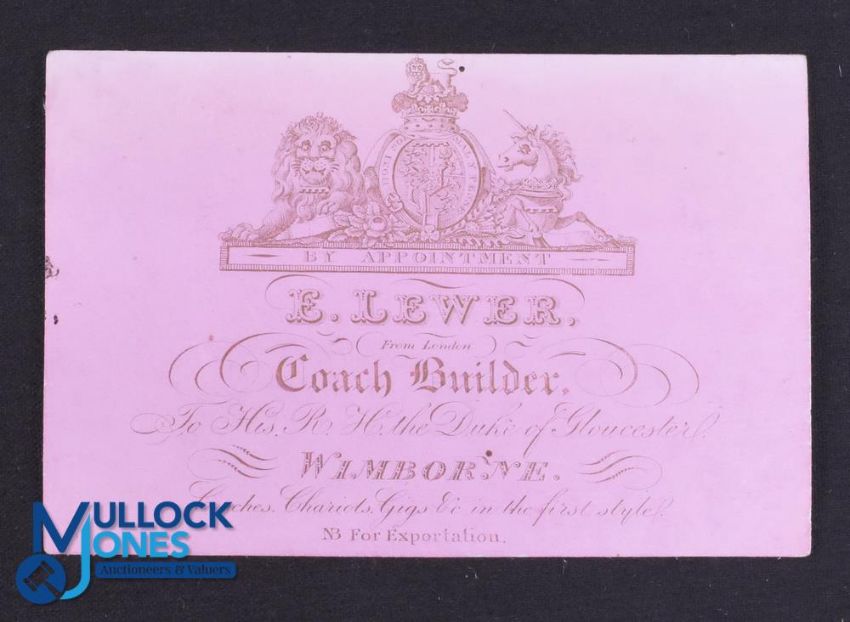 BY APPOINTMENT
E. LEWER,
From London
Coach Builder.
To His R. H. the Duke of Gloucester.
WIMBORNE.
Coaches, Chariots, Gigs &c in the first style.
NB For Exportation.
MULLOCK
JONES
Auctioneers & Valuers